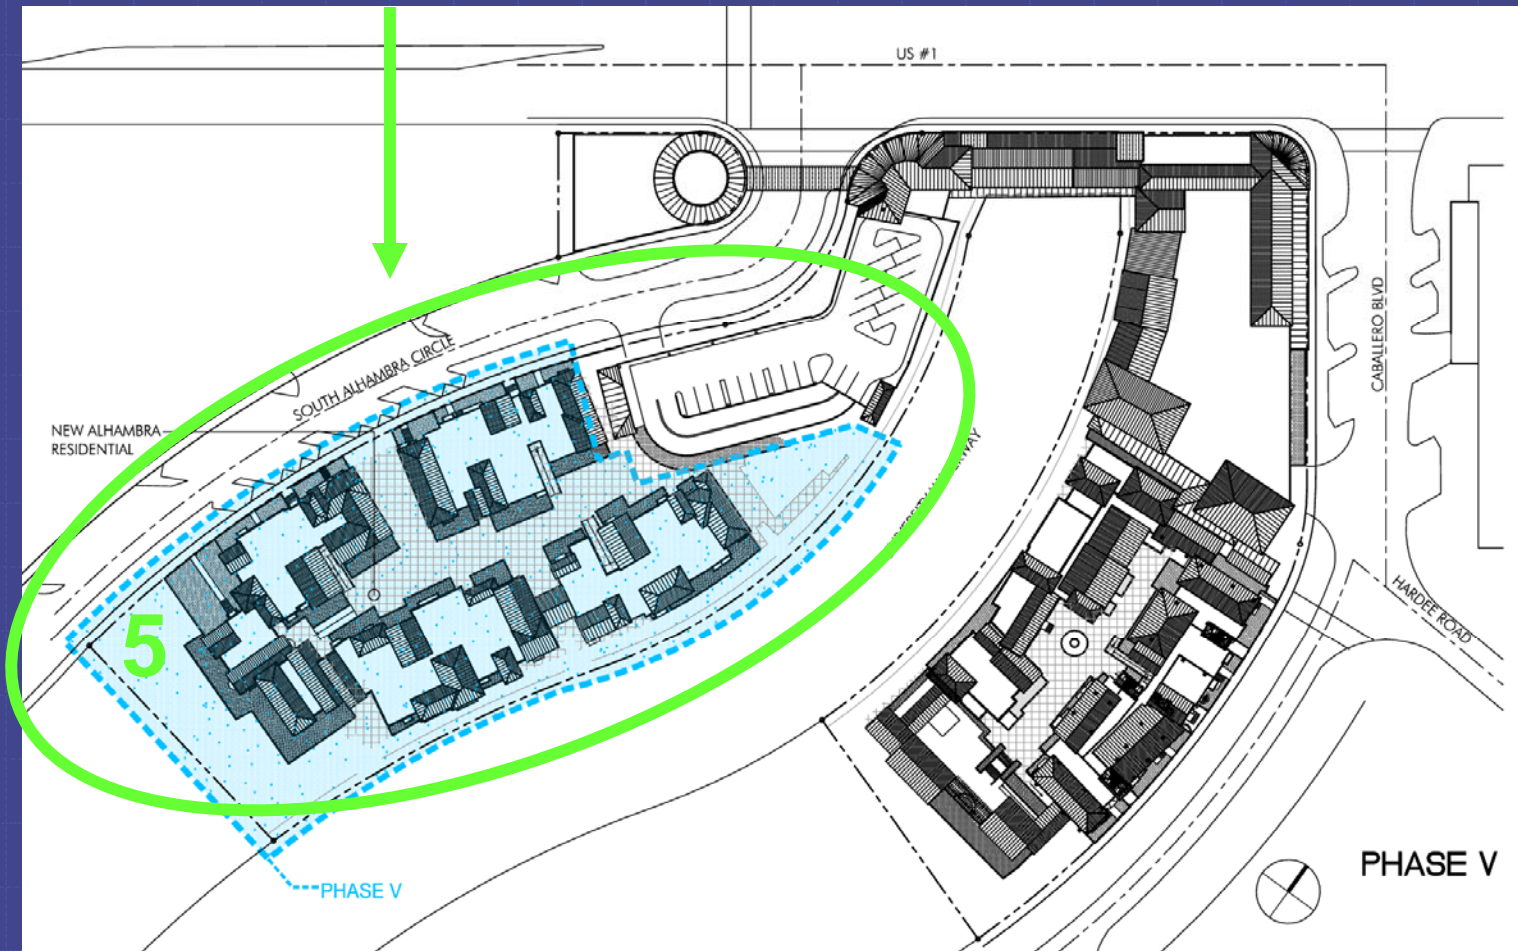 US #1
CABALLERO BLVD
SOUTH ALHAMBRA CIRCLE
NEW ALHAMBRA
RESIDENTIAL
HARDEE ROAD
5
PHASE V
PHASE V